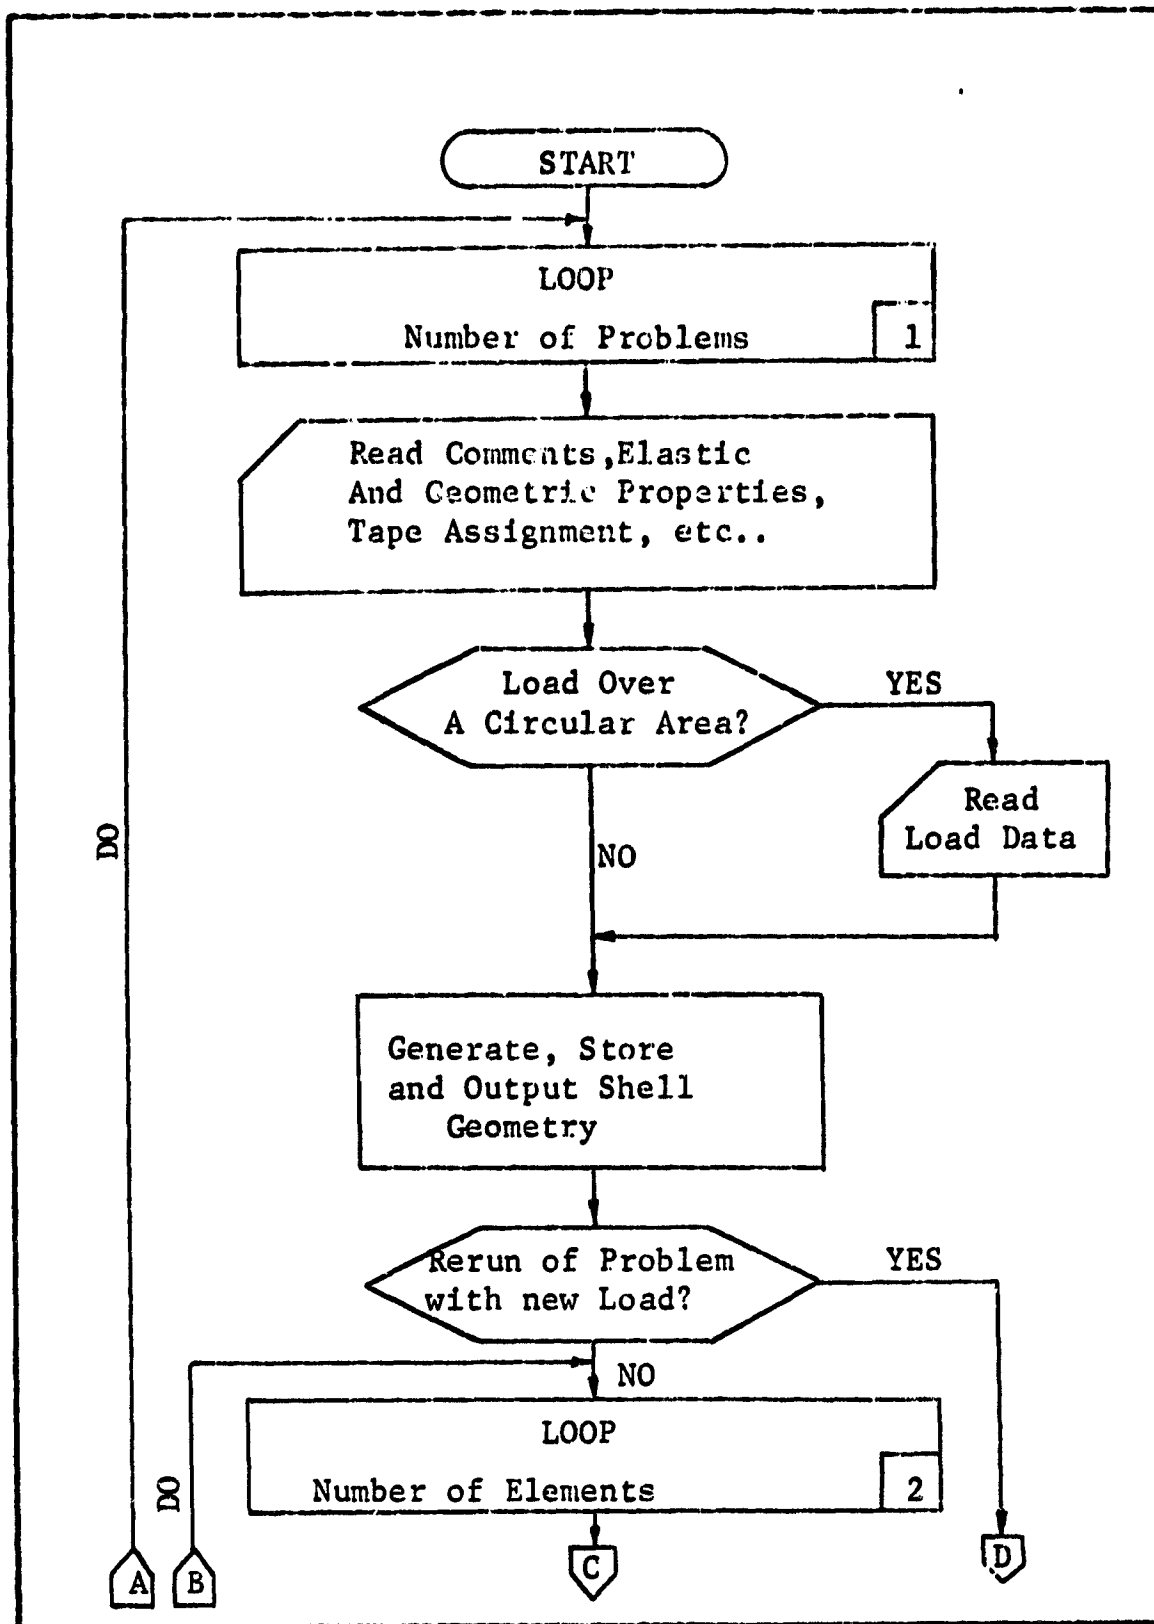 START
LOOP
Number of Problems
1
Read Comments, Elastic
And Geometric Properties,
Tape Assignment, etc..
Load Over
A Circular Area?
YES
Read
Load Data
DO
NO
Generate, Store
and Output Shell
Geometry
Rerun of Problem
with new Load?
YES
NO
LOOP
Number of Elements
2
DO
A
B
C
D